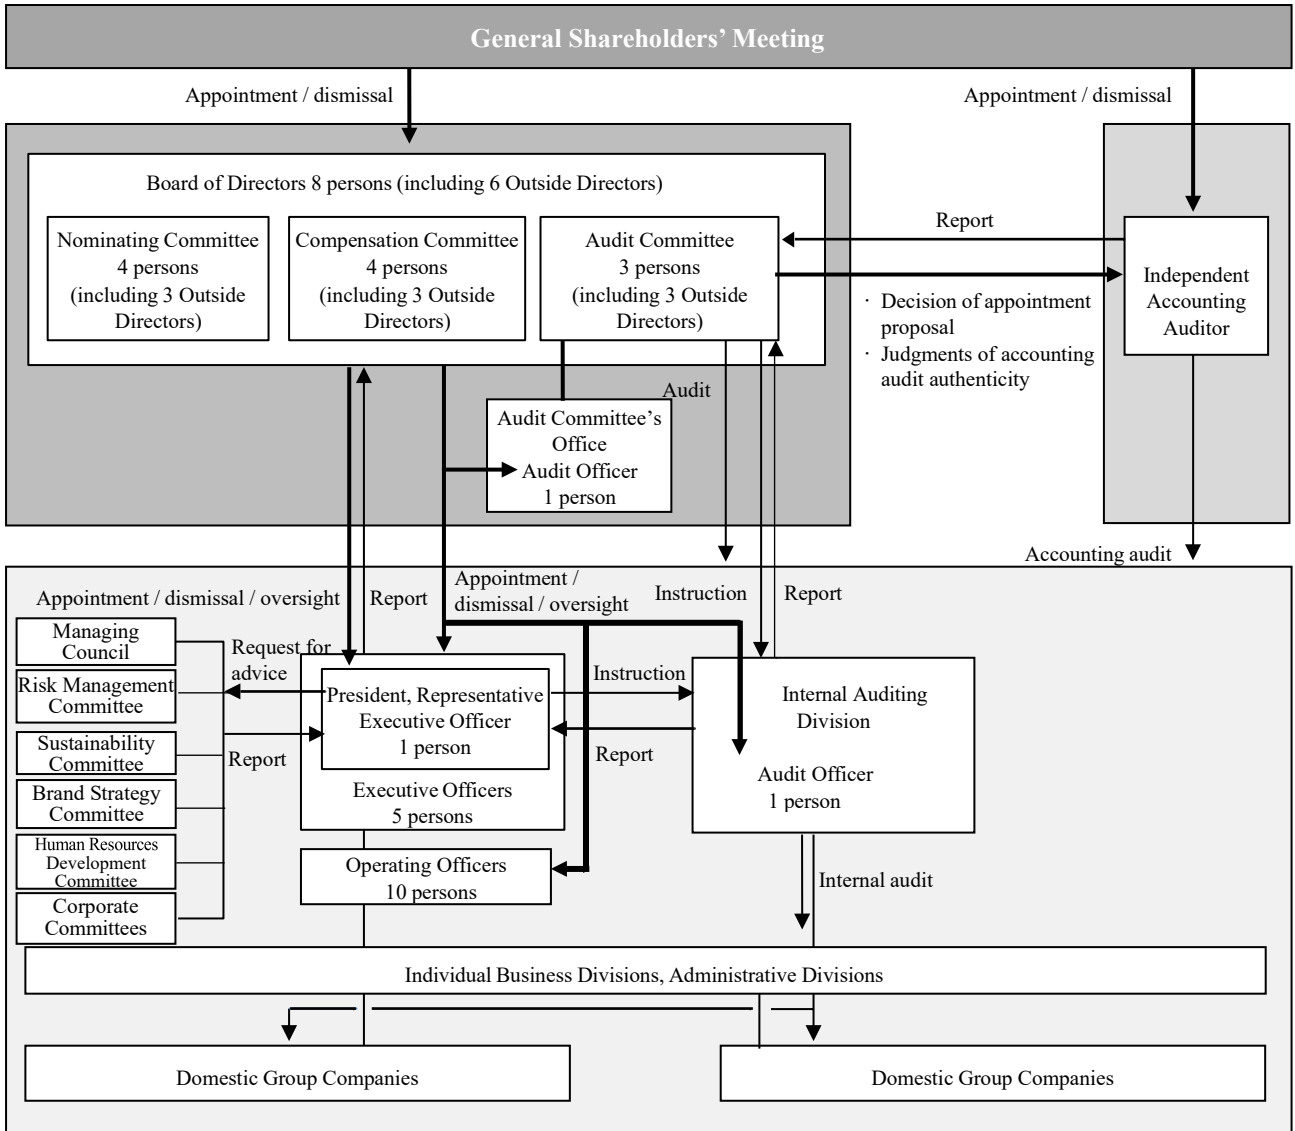 General Shareholders’ Meeting
Appointment / dismissal
Appointment / dismissal
Board of Directors 8 persons (including 6 Outside Directors)
Nominating Committee
4 persons
(including 3 Outside
Directors)
Compensation Committee
4 persons
(including 3 Outside
Directors)
Audit Committee
3 persons
(including 3 Outside
Directors)
Report
· Decision of appointment
proposal
· Judgments of accounting
audit authenticity
Independent
Accounting
Auditor
Audit
Audit Committee’s
Office
Audit Officer
1 person
Accounting audit
Appointment / dismissal / oversight
Report
Appointment /
dismissal / oversight
Instruction
Report
Managing
Council
Risk Management
Committee
Sustainability
Committee
Brand Strategy
Committee
Human Resources
Development
Committee
Corporate
Committees
Request for
advice
Report
President, Representative
Executive Officer
1 person
Executive Officers
5 persons
Operating Officers
10 persons
Instruction
Report
Internal Auditing
Division
Audit Officer
1 person
Internal audit
Individual Business Divisions, Administrative Divisions
Domestic Group Companies
Domestic Group Companies